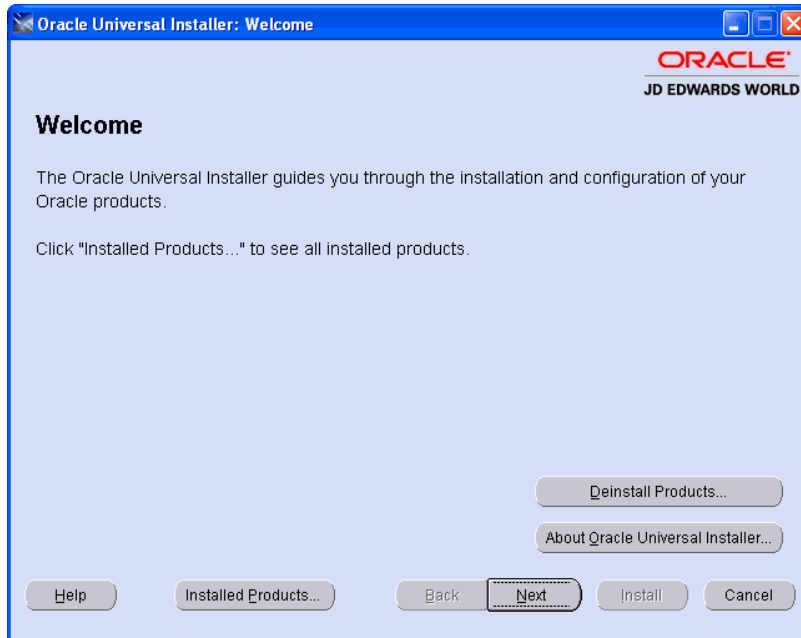 Oracle Universal Installer: Welcome
ORACLE
JD EDWARDS WORLD
Welcome
The Oracle Universal Installer guides you through the installation and configuration of your
Oracle products.
Click "Installed Products..." to see all installed products.
Deinstall Products...
About Oracle Universal Installer...
Help
Installed Products...
Back
Next
Install
Cancel